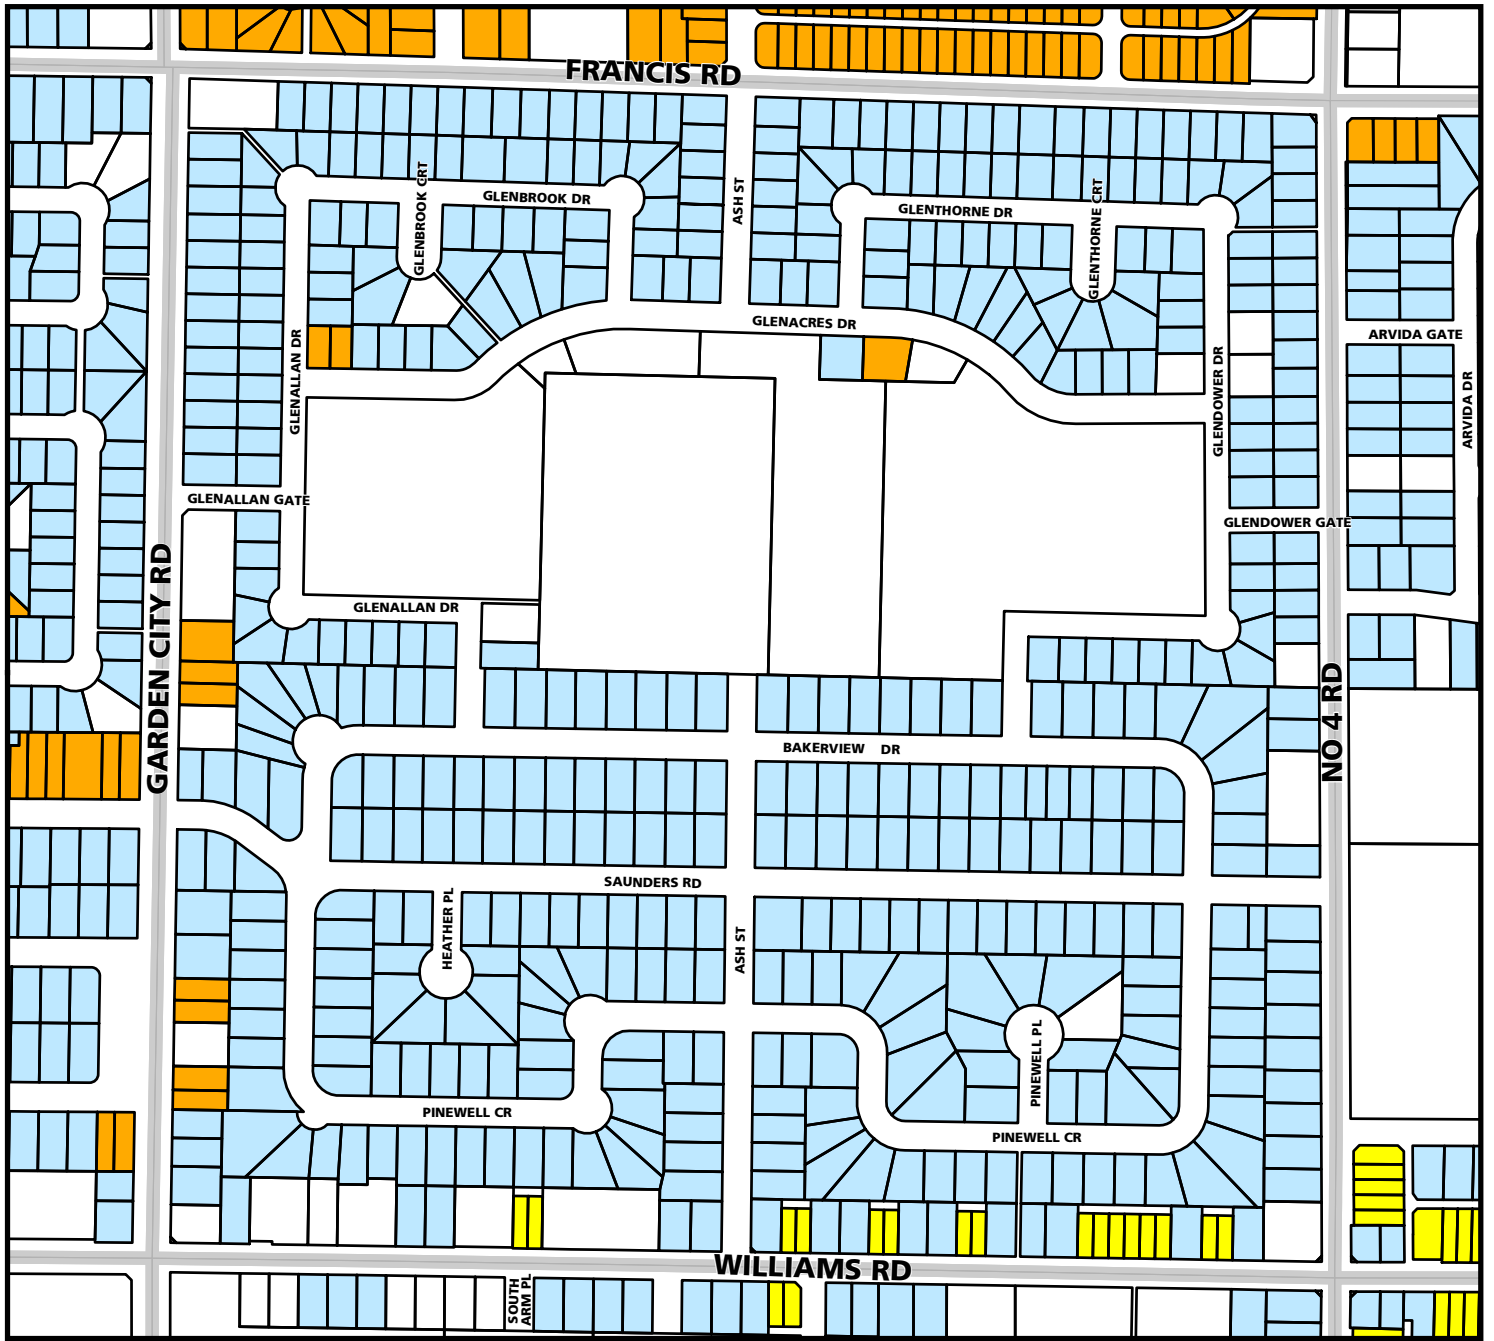 FRANCIS RD
GLENBROOK CRT
GLENBROOK DR
ASH ST
GLENTHORNE DR
GLENTHORNE CRT
GLENACRES DR
ARVIDA GATE
GLENALLAN DR
GLENDOWER DR
ARVIDA DR
GLENALLAN GATE
GLENDOWER GATE
GARDEN CITY RD
GLENALLAN DR
NO 4 RD
BAKERVIEW DR
SAUNDERS RD
HEATHER PL
ASH ST
PINEWELL PL
PINEWELL CR
PINEWELL CR
WILLIAMS RD
SOUTH
ARM PL